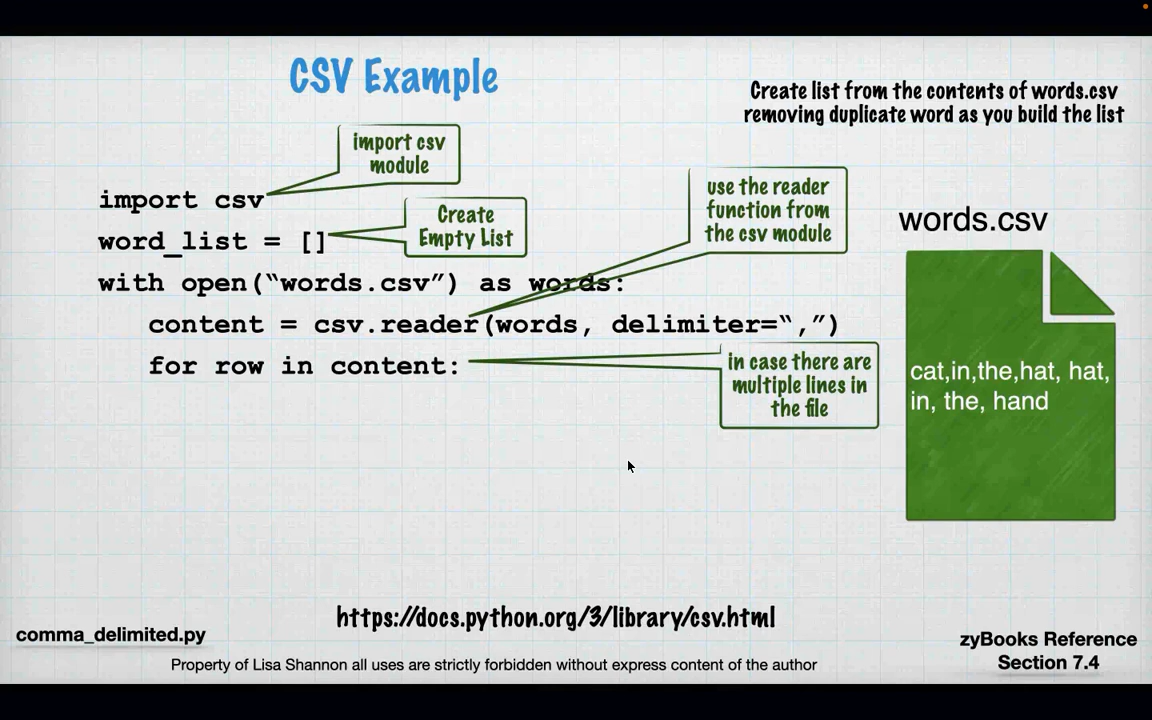 CSV Example
Create list from the contents of words.csv
removing duplicate word as you build the list
import csv
module
import csv
Create
Empty List
word_list = []
use the reader
function from
the csv module
with open(“words.csv”) as words:
content = csv.reader(words, delimiter=“,”)
for row in content:
in case there are
multiple lines in
the file
words.csv
cat,in,the,hat, hat,
in, the, hand
https://docs.python.org/3/library/csv.html
comma_delimited.py
zyBooks Reference
Section 7.4
Property of Lisa Shannon all uses are strictly forbidden without express content of the author